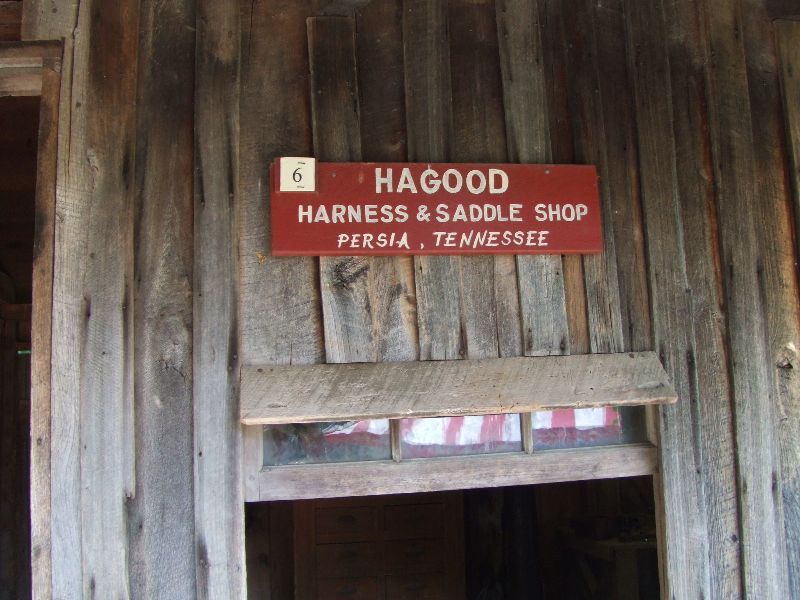 6
HAGOOD
HARNESS & SADDLE SHOP
PERSIA, TENNESSEE